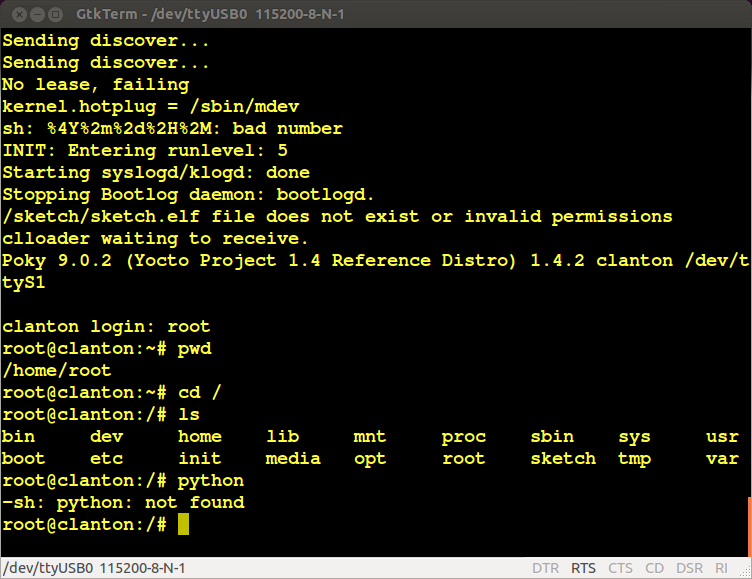 GtkTerm - /dev/ttyUSB0  115200-8-N-1
Sending discover...
Sending discover...
No lease, failing
kernel.hotplug = /sbin/mdev
sh: %4Y%2m%2d%2H%2M: bad number
INIT: Entering runlevel: 5
Starting syslogd/klogd: done
Stopping Bootlog daemon: bootlogd.
/sketch/sketch.elf file does not exist or invalid permissions
clloader waiting to receive.
Poky 9.0.2 (Yocto Project 1.4 Reference Distro) 1.4.2 clanton /dev/t
tyS1
clanton login: root
root@clanton:~# pwd
/home/root
root@clanton:~# cd /
root@clanton:/# ls
bin     dev     home    lib     mnt     proc    sbin    sys     usr
boot    etc     init    media   opt     root    sketch  tmp     var
root@clanton:/# python
-sh: python: not found
root@clanton:/#
/dev/ttyUSB0  115200-8-N-1 DTR RTS CTS CD DSR RI